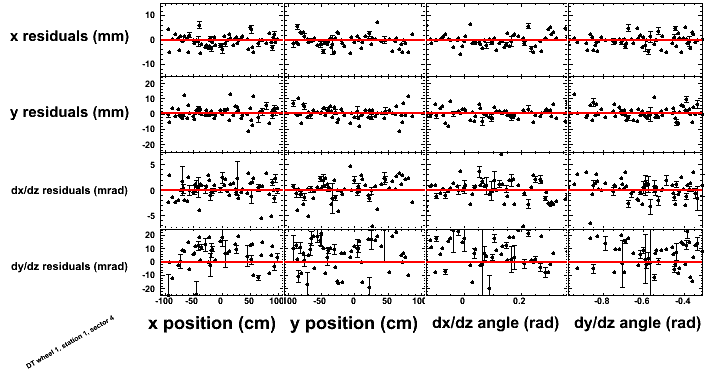 x residuals (mm)
10
0
-10
y residuals (mm)
20
10
0
-10
-20
dx/dz residuals (mrad)
5
0
-5
dy/dz residuals (mrad)
20
10
0
-10
-20
-100 -50 0 50 100 -50 0 50 0 0.2 -0.8 -0.6 -0.4
x position (cm) y position (cm) dx/dz angle (rad) dy/dz angle (rad)
DT wheel 1, station 1, sector 4